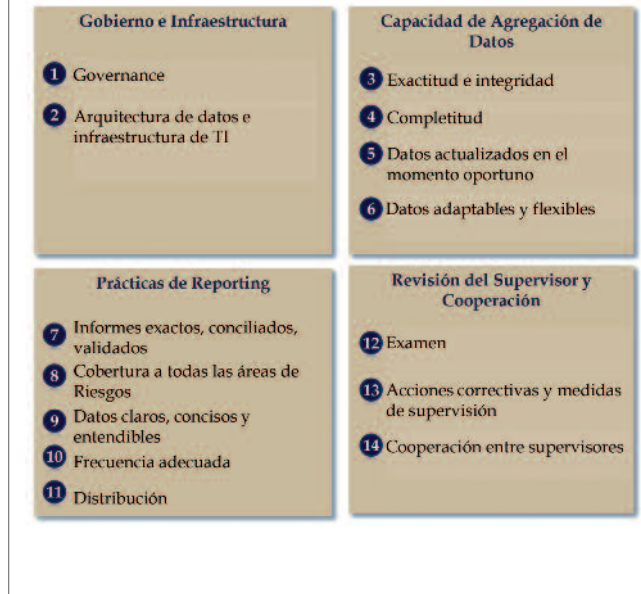 Gobierno e Infraestructura
1 Governance
2 Arquitectura de datos e
infraestructura de TI
Capacidad de Agregación de
Datos
3 Exactitud e integridad
4 Completitud
5 Datos actualizados en el
momento oportuno
6 Datos adaptables y flexibles
Prácticas de Reporting
7 Informes exactos, conciliados,
validados
8 Cobertura a todas las áreas de
Riesgos
9 Datos claros, concisos y
entendibles
10 Frecuencia adecuada
11 Distribución
Revisión del Supervisor y
Cooperación
12 Examen
13 Acciones correctivas y medidas
de supervisión
14 Cooperación entre supervisores